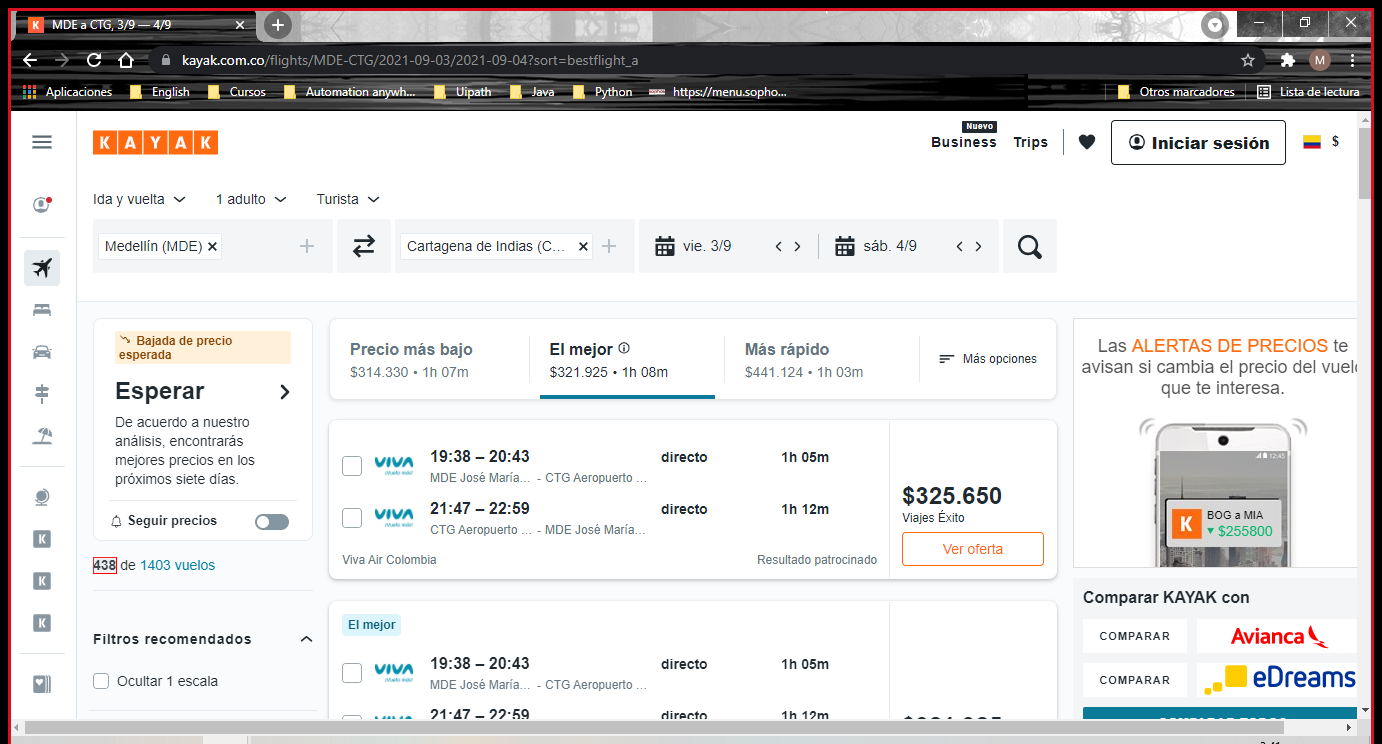 MDE a CTG, 3/9 — 4/9
kayak.com.co/flights/MDE-CTG/2021-09-03/2021-09-04?sort=bestflight_a
M
Aplicaciones English Cursos Automation anywh... Uipath Java Python https://menu.sopho... Otros marcadores Lista de lectura
KAYAK
Nuevo
Business Trips Iniciar sesión $
Ida y vuelta 1 adulto Turista
Medellín (MDE) Cartagena de Indias (C... vie. 3/9 sáb. 4/9
Bajada de precio
esperada
Esperar
De acuerdo a nuestro
análisis, encontrarás
mejores precios en los
próximos siete días.
Seguir precios
438 de 1403 vuelos
Filtros recomendados
Ocultar 1 escala
Precio más bajo
$314.330 • 1h 07m
El mejor
$321.925 • 1h 08m
Más rápido
$441.124 • 1h 03m
Más opciones
VIVA
19:38 – 20:43 directo 1h 05m
MDE José María... - CTG Aeropuerto ...
VIVA
21:47 – 22:59 directo 1h 12m
CTG Aeropuerto ... - MDE José María...
Viva Air Colombia Resultado patrocinado
$325.650
Viajes Éxito
Ver oferta
El mejor
VIVA
19:38 – 20:43 directo 1h 05m
MDE José María... - CTG Aeropuerto ...
21:47 – 22:59 directo 1h 12m
Las ALERTAS DE PRECIOS te
avisan si cambia el precio del vuelo
que te interesa.
12:45
K
BOG a MIA
$255800
Comparar KAYAK con
COMPARAR Avianca
COMPARAR eDreams
K
K
K